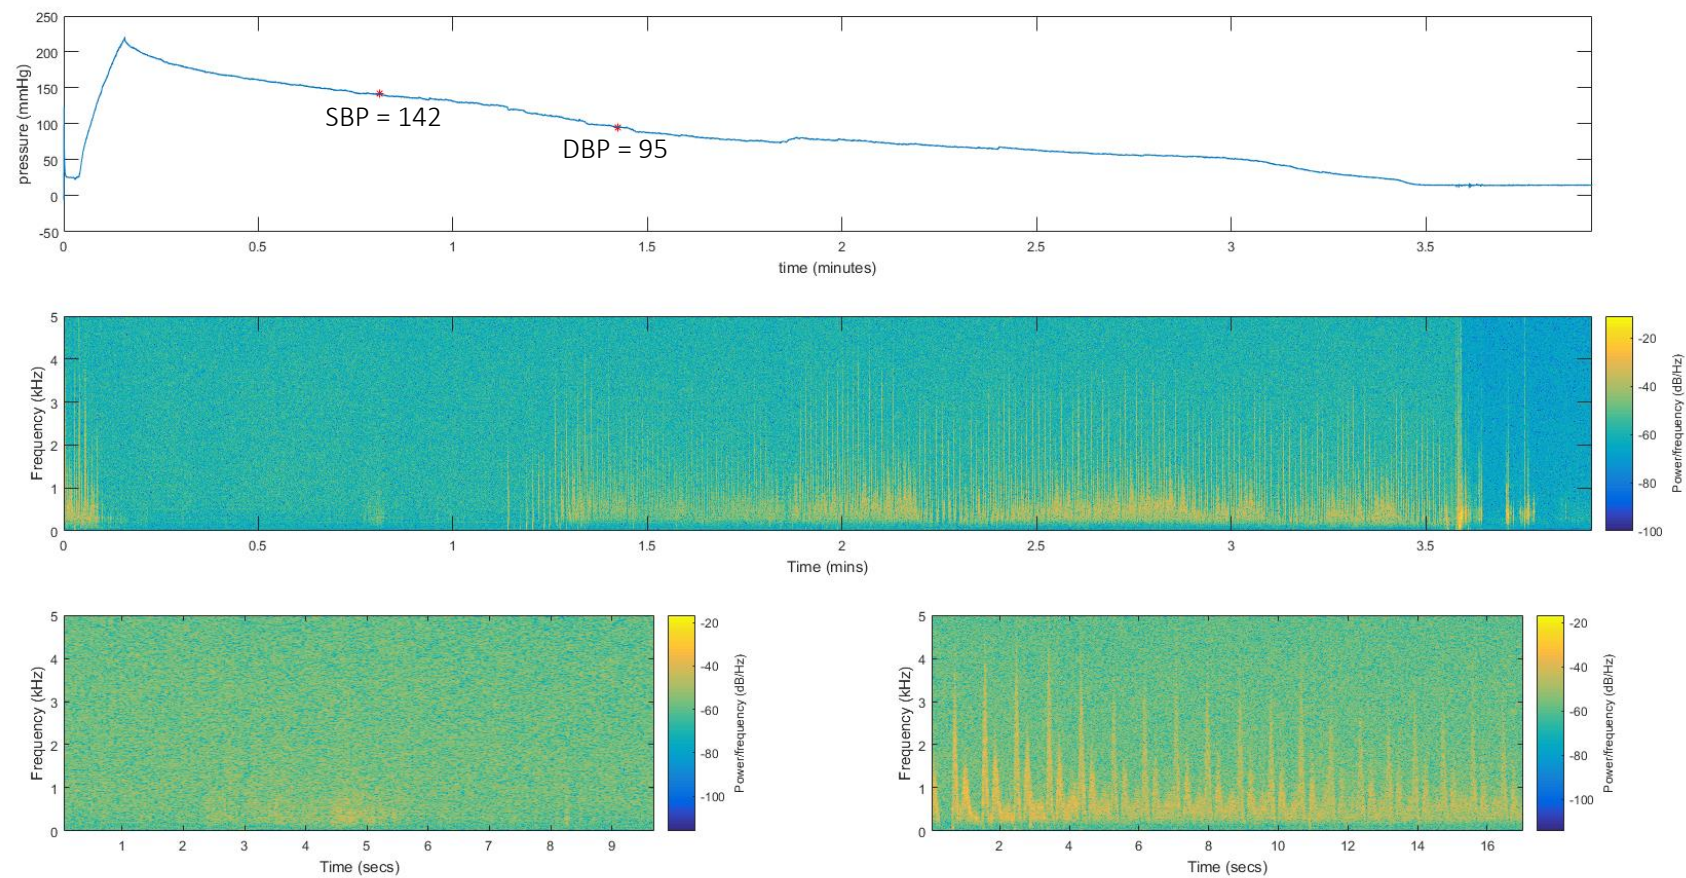 250
200
150
100
50
0
-50
pressure (mmHg)
SBP = 142
DBP = 95
0 0.5 1 1.5 2 2.5 3 3.5
time (minutes)
5
4
3
2
1
0
Frequency (kHz)
0 0.5 1 1.5 2 2.5 3 3.5
Time (mins)
-20
-40
-60
-80
-100
Power/frequency (dB/Hz)
5
4
3
2
1
0
Frequency (kHz)
1 2 3 4 5 6 7 8 9
Time (secs)
-20
-40
-60
-80
-100
Power/frequency (dB/Hz)
5
4
3
2
1
0
Frequency (kHz)
2 4 6 8 10 12 14 16
Time (secs)
-20
-40
-60
-80
-100
Power/frequency (dB/Hz)